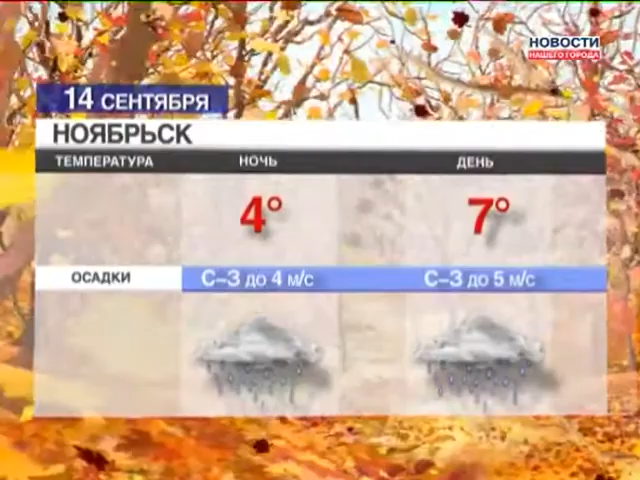 НОВОСТИ
НАШЕГО ГОРОДА
14 СЕНТЯБРЯ
НОЯБРЬСК
ТЕМПЕРАТУРА НОЧЬ ДЕНЬ
4° 7°
ОСАДКИ С-З ДО 4 М/С С-З ДО 5 М/С